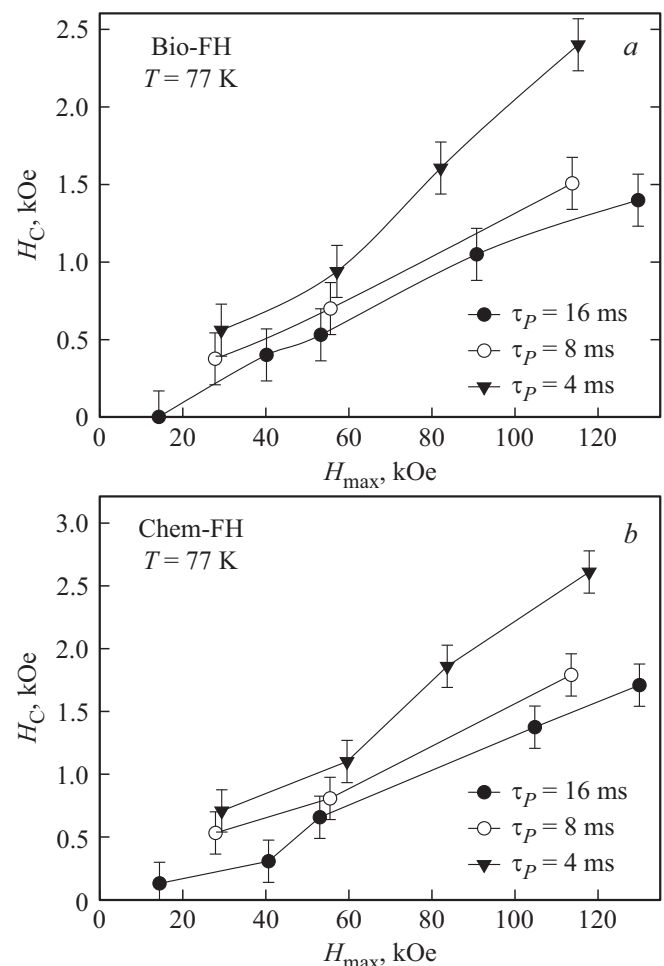 2.5
2.0
1.5
1.0
0.5
0
H_C, kOe
Bio-FH
T = 77 K
a
τ_P = 16 ms
τ_P = 8 ms
τ_P = 4 ms
0 20 40 60 80 100 120
H_max, kOe
3.0
2.5
2.0
1.5
1.0
0.5
0
H_C, kOe
Chem-FH
T = 77 K
b
τ_P = 16 ms
τ_P = 8 ms
τ_P = 4 ms
0 20 40 60 80 100 120
H_max, kOe